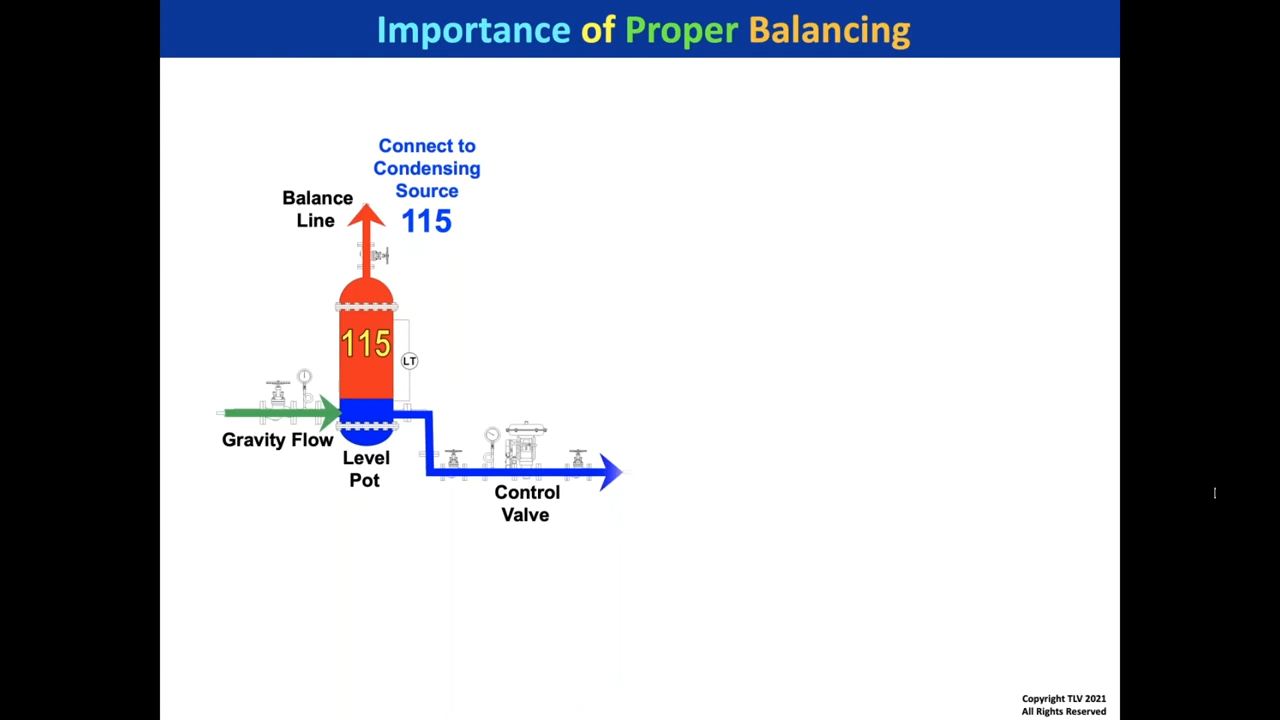 Importance of Proper Balancing
Connect to
Condensing
Source
115
Balance
Line
115
LT
Gravity Flow
Level
Pot
Control
Valve
Copyright TLV 2021
All Rights Reserved